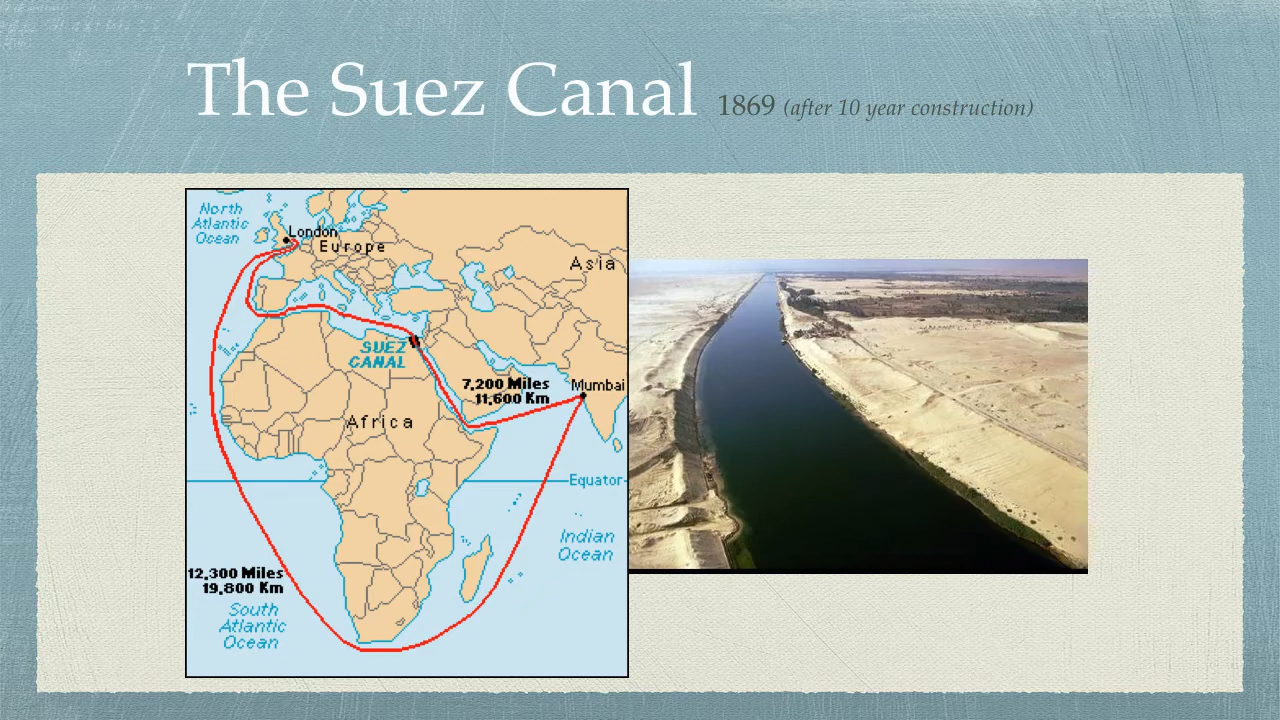 The Suez Canal 1869 (after 10 year construction)
North
Atlantic
Ocean
London
Europe
Asia
SUEZ
CANAL
7,200 Miles
11,600 Km
Mumbai
Africa
Equator
Indian
Ocean
12,300 Miles
19,800 Km
South
Atlantic
Ocean